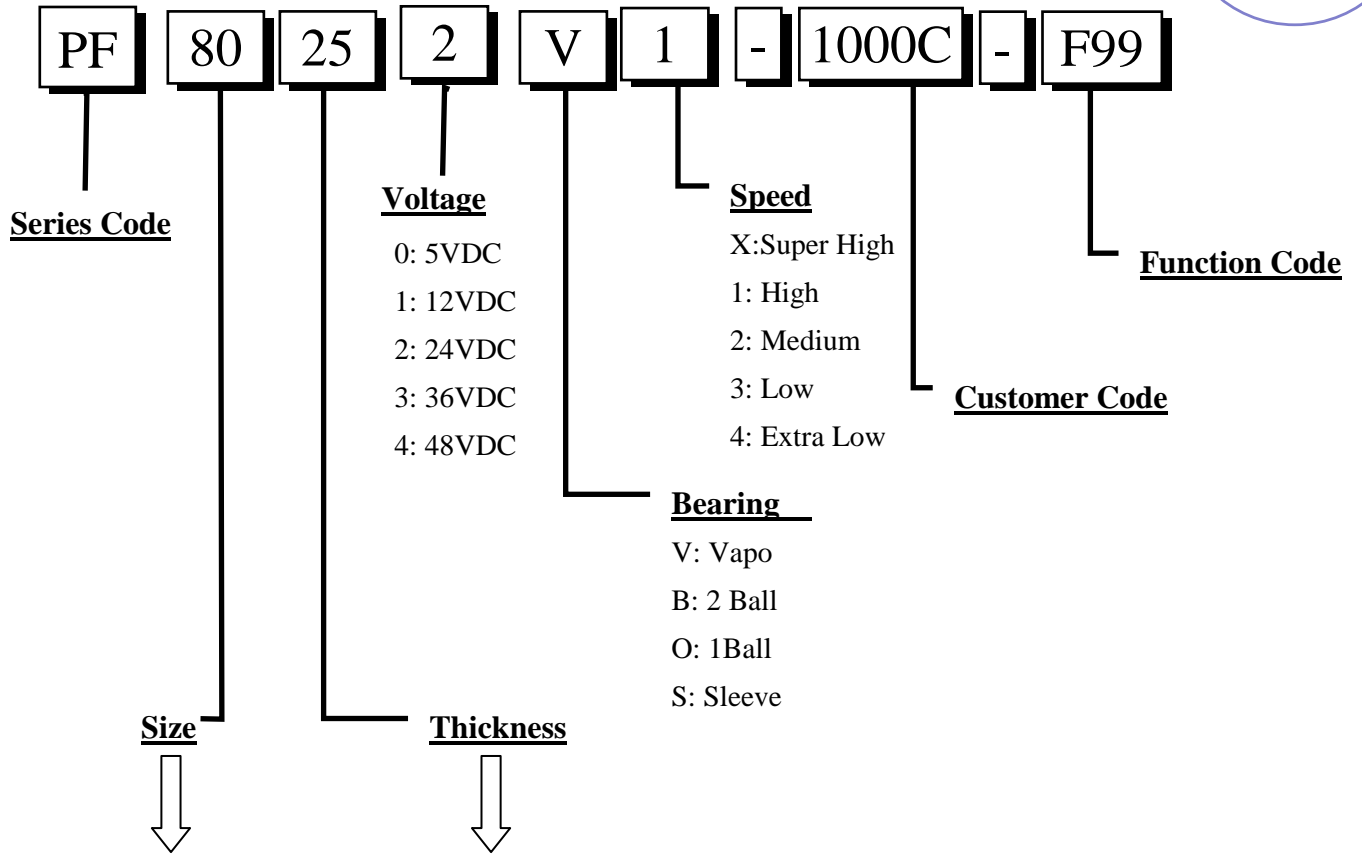 PF 80 25 2 V 1 - 1000C - F99
Series Code
Voltage
0: 5VDC
1: 12VDC
2: 24VDC
3: 36VDC
4: 48VDC
Speed
X:Super High
1: High
2: Medium
3: Low
4: Extra Low
Function Code
Customer Code
Bearing
V: Vapo
B: 2 Ball
O: 1Ball
S: Sleeve
Size
Thickness